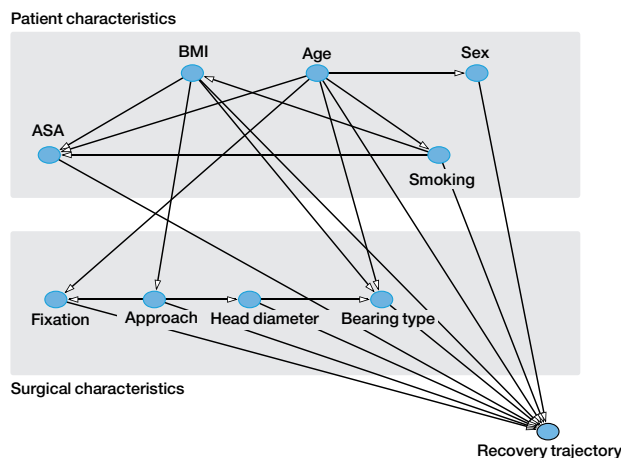 Patient characteristics
BMI
Age
Sex
ASA
Smoking
Fixation
Approach
Head diameter
Bearing type
Surgical characteristics
Recovery trajectory